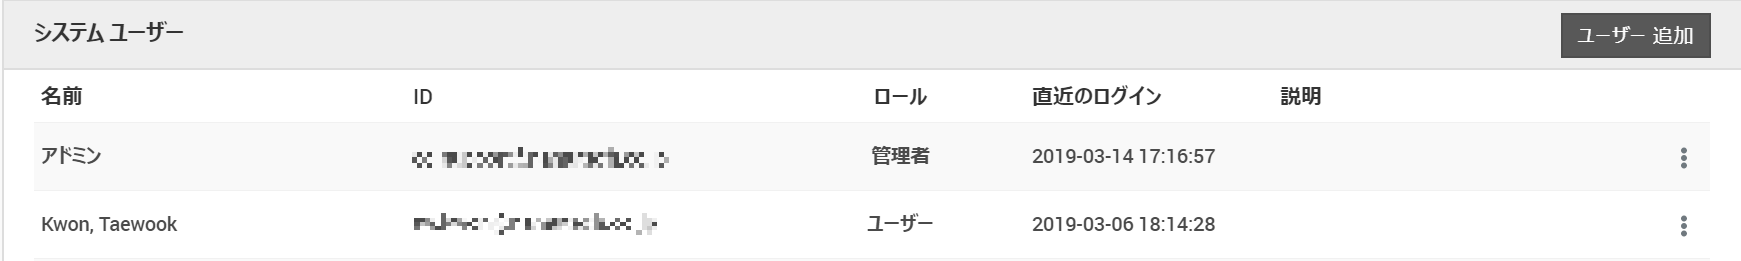 システム ユーザー
ユーザー 追加
名前 ID ロール 直近のログイン 説明
アドミン 管理者 2019-03-14 17:16:57
Kwon, Taewook ユーザー 2019-03-06 18:14:28